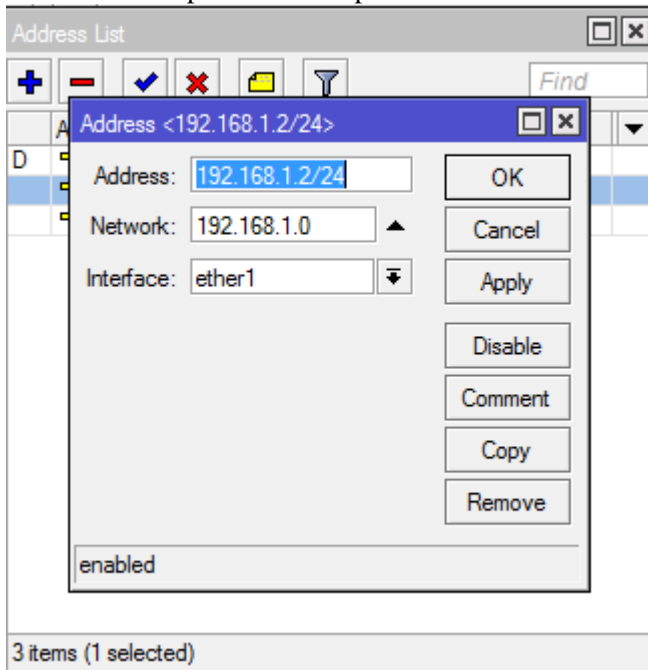 Address List
Find
A
D
Address <192.168.1.2/24>
Address: 192.168.1.2/24
Network: 192.168.1.0
Interface: ether1
OK
Cancel
Apply
Disable
Comment
Copy
Remove
enabled
3 items (1 selected)